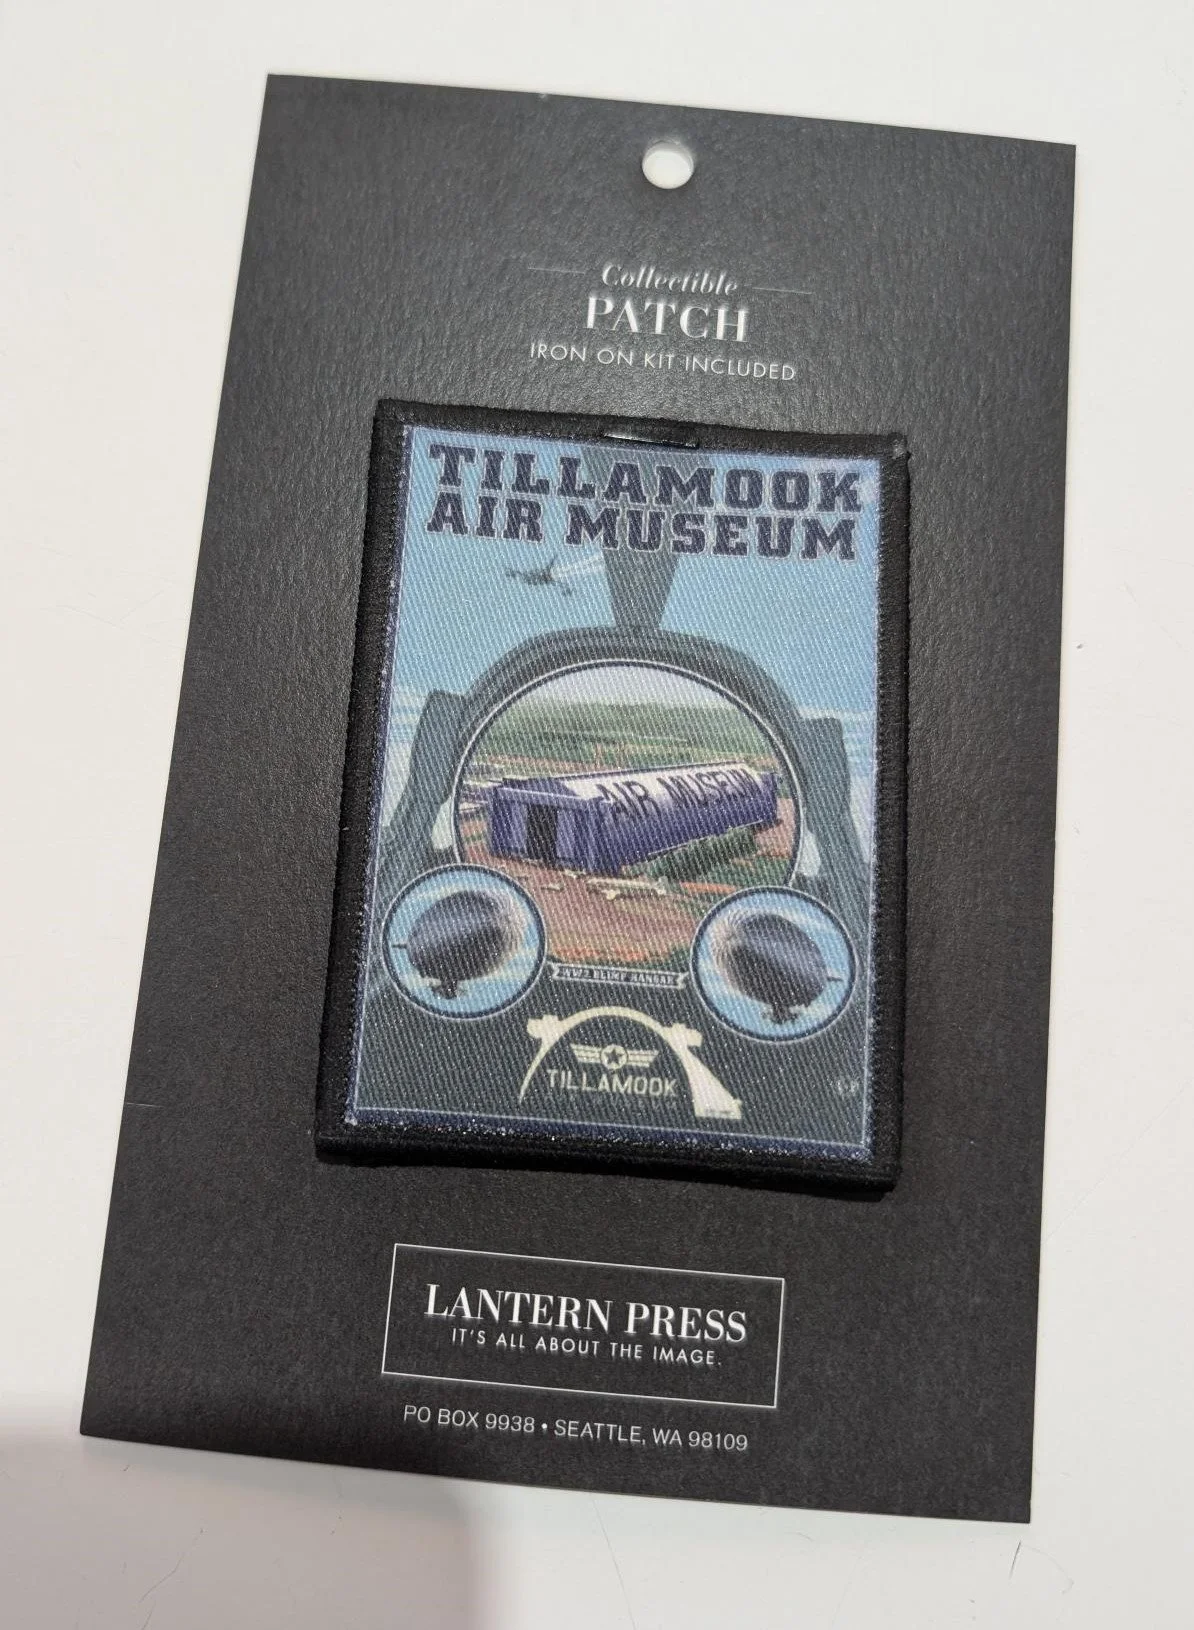 Collectible
PATCH
IRON ON KIT INCLUDED
TILLAMOOK
AIR MUSEUM
AIR MUSEUM
WW2 BLIMP HANGAR
TILLAMOOK
LANTERN PRESS
IT'S ALL ABOUT THE IMAGE.
PO BOX 9938 • SEATTLE, WA 98109